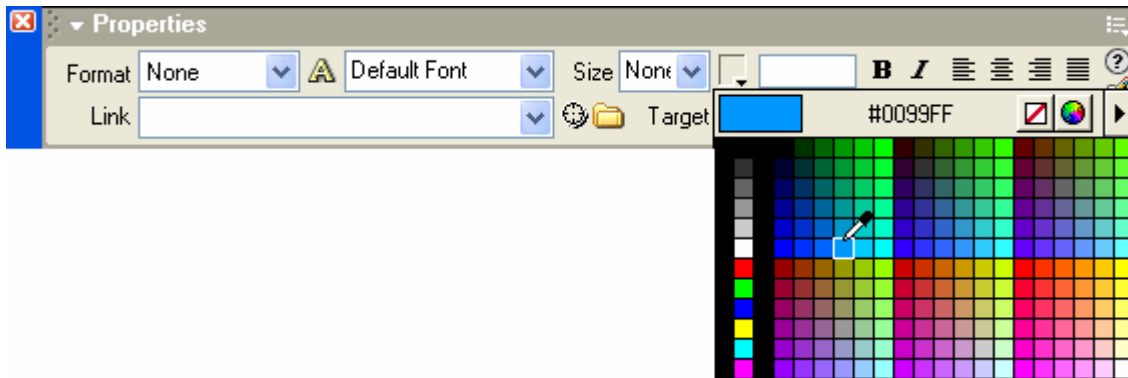 Properties
Format None A Default Font Size None B I ?
Link Target #0099FF